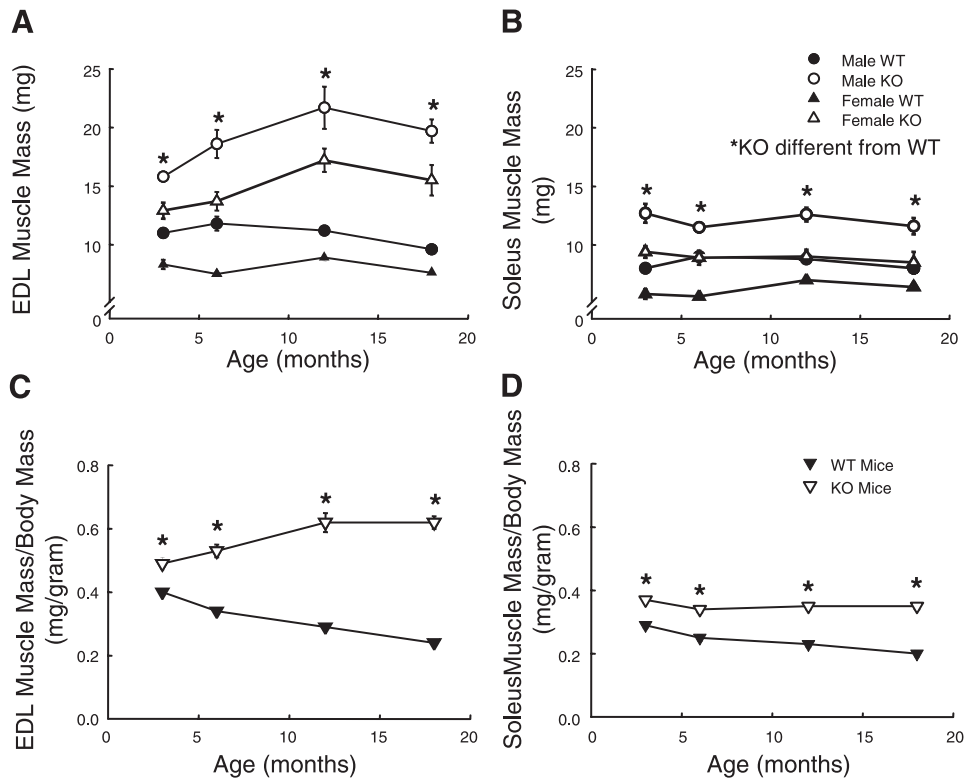 A
EDL Muscle Mass (mg)
25
20
15
10
0
* * * *
0 5 10 15 20
Age (months)
B
Soleus Muscle Mass
(mg)
25
20
15
10
0
Male WT
Male KO
Female WT
Female KO
*KO different from WT
* * * *
0 5 10 15 20
Age (months)
C
EDL Muscle Mass/Body Mass
(mg/gram)
0.8
0.6
0.4
0.2
0.0
* * * *
0 5 10 15 20
Age (months)
D
SoleusMuscle Mass/Body Mass
(mg/gram)
0.8
0.6
0.4
0.2
0.0
WT Mice
KO Mice
* * * *
0 5 10 15 20
Age (months)